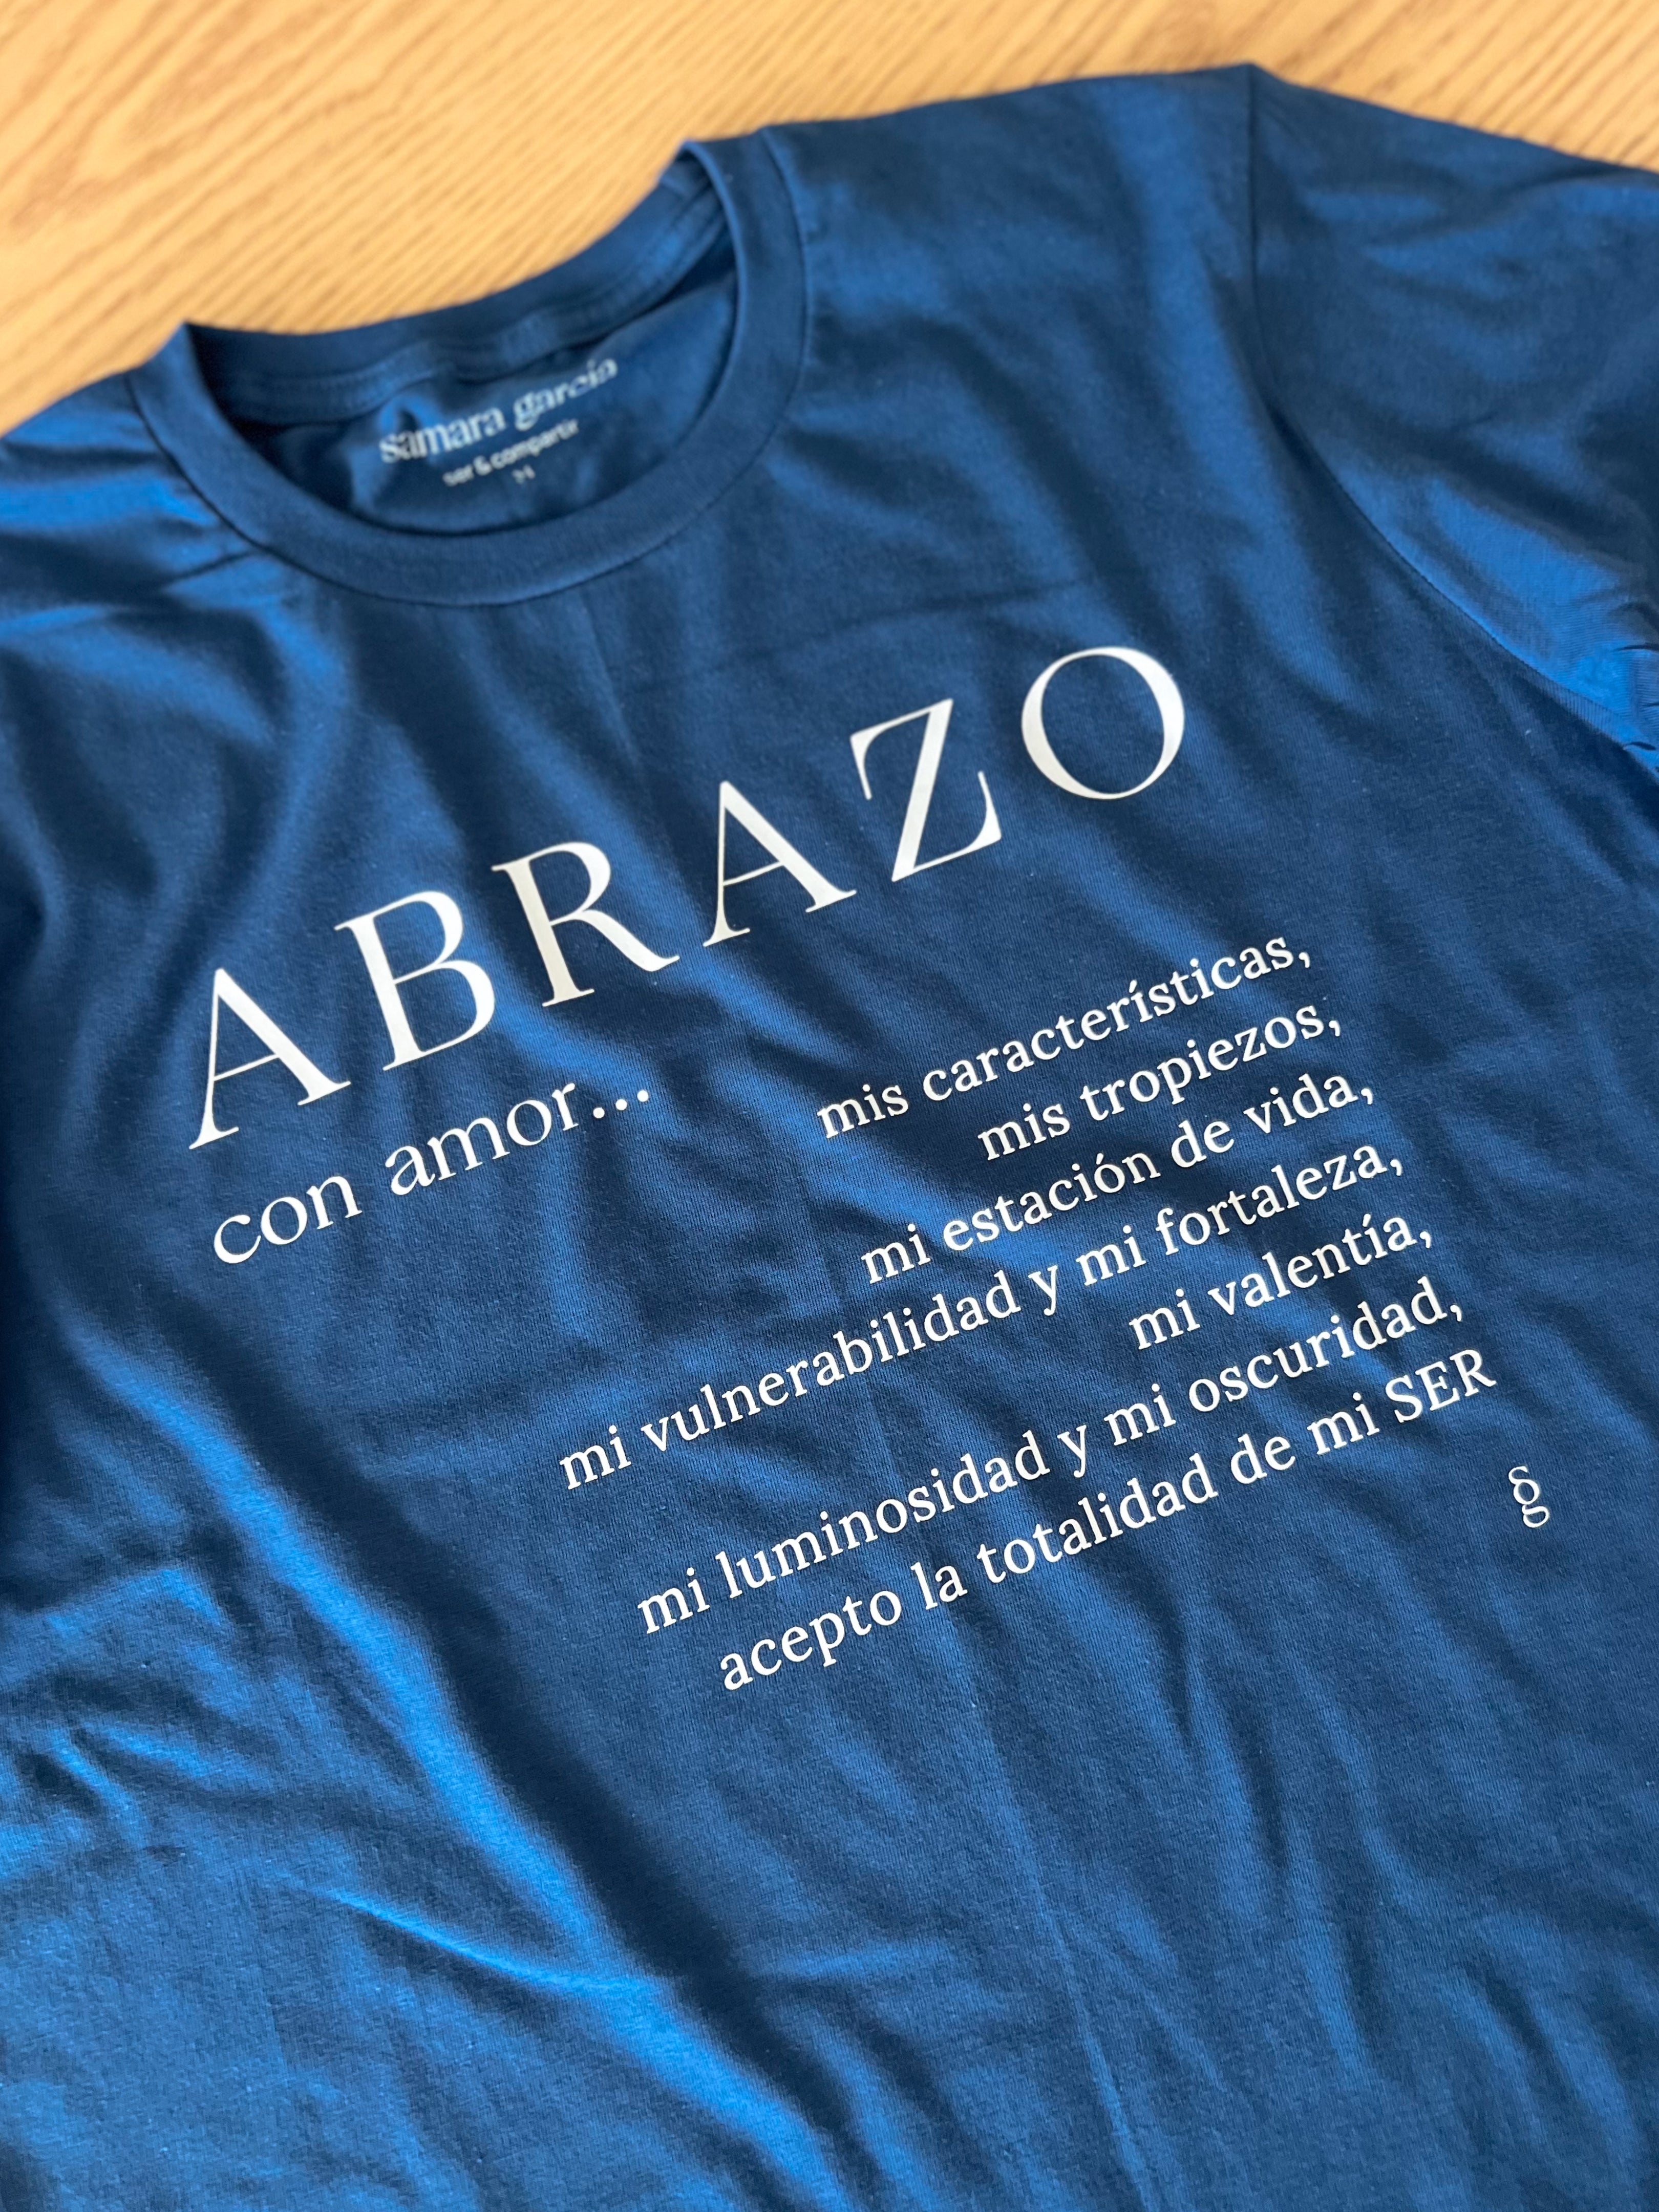 samara garcía
ser & compartir
ABRAZO
con amor...
mis características,
mis tropiezos,
mi estación de vida,
mi vulnerabilidad y mi fortaleza,
mi valentía,
mi luminosidad y mi oscuridad,
acepto la totalidad de mi SER
g